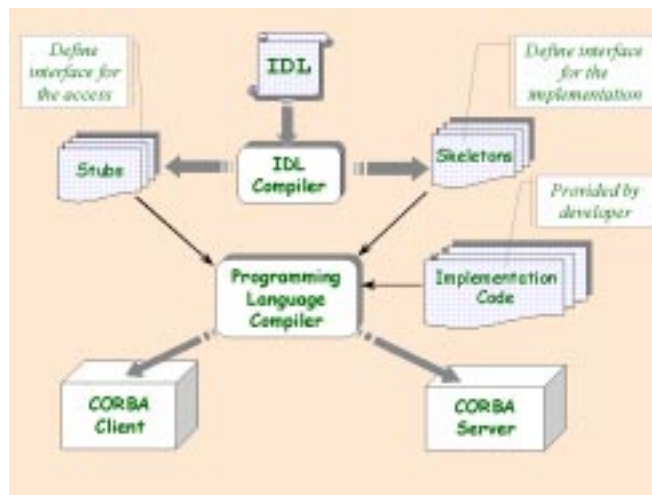 Define
interface for
the access
IDL
Define interface
for the
implementation
Stubs
IDL
Compiler
Skeletons
Provided by
developer
Programming
Language
Compiler
Implementation
Code
CORBA
Client
CORBA
Server